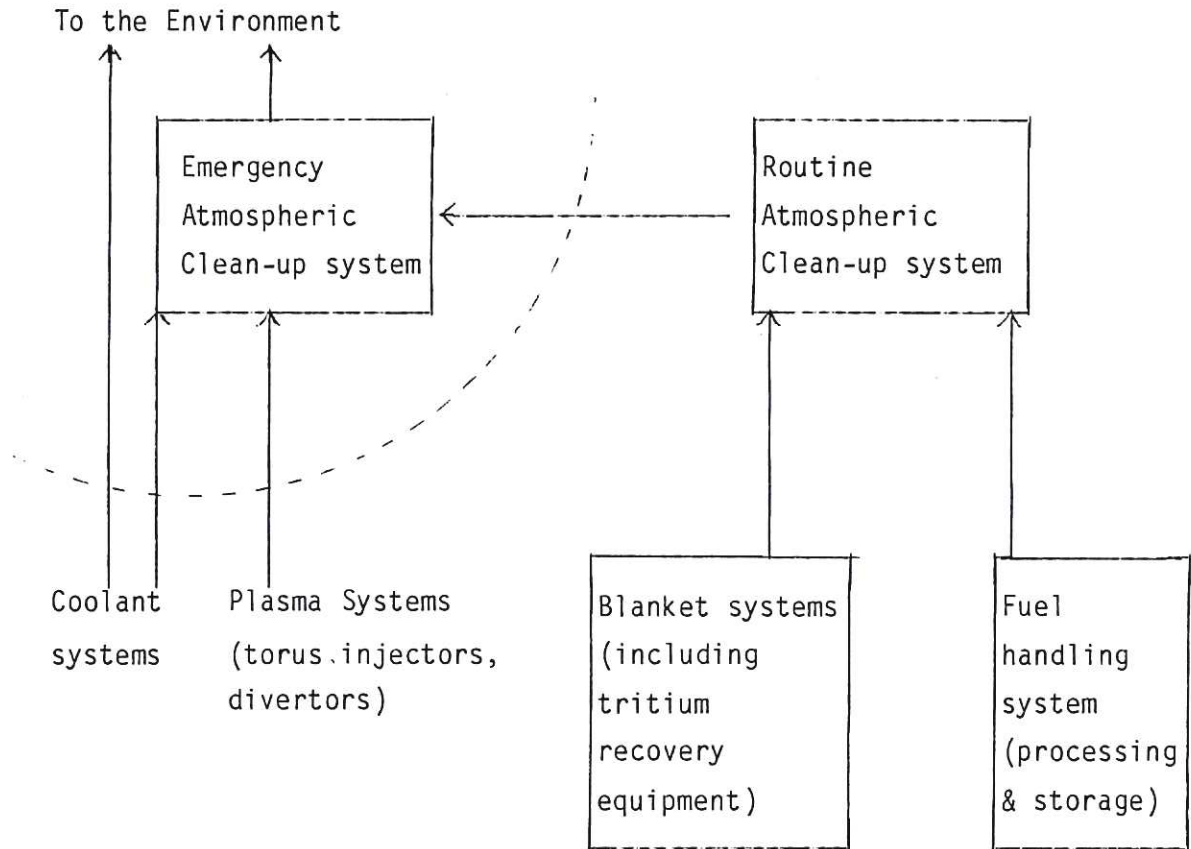 To the Environment
Emergency
Atmospheric
Clean-up system
Routine
Atmospheric
Clean-up system
Coolant
systems
Plasma Systems
(torus.injectors,
divertors)
Blanket systems
(including
tritium
recovery
equipment)
Fuel
handling
system
(processing
& storage)